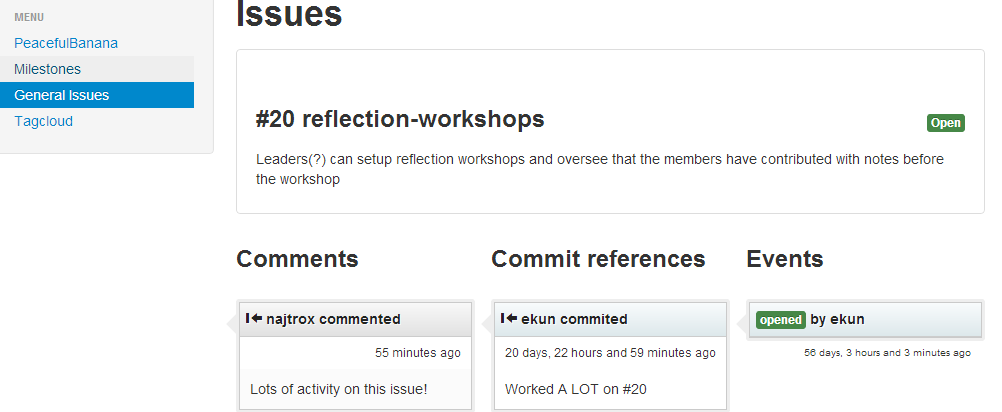 MENU
PeacefulBanana
Milestones
General Issues
Tagcloud
Issues
#20 reflection-workshops
Open
Leaders(?) can setup reflection workshops and oversee that the members have contributed with notes before
the workshop
Comments
najtrox commented
55 minutes ago
Lots of activity on this issue!
Commit references
ekun commited
20 days, 22 hours and 59 minutes ago
Worked A LOT on #20
Events
opened by ekun
56 days, 3 hours and 3 minutes ago